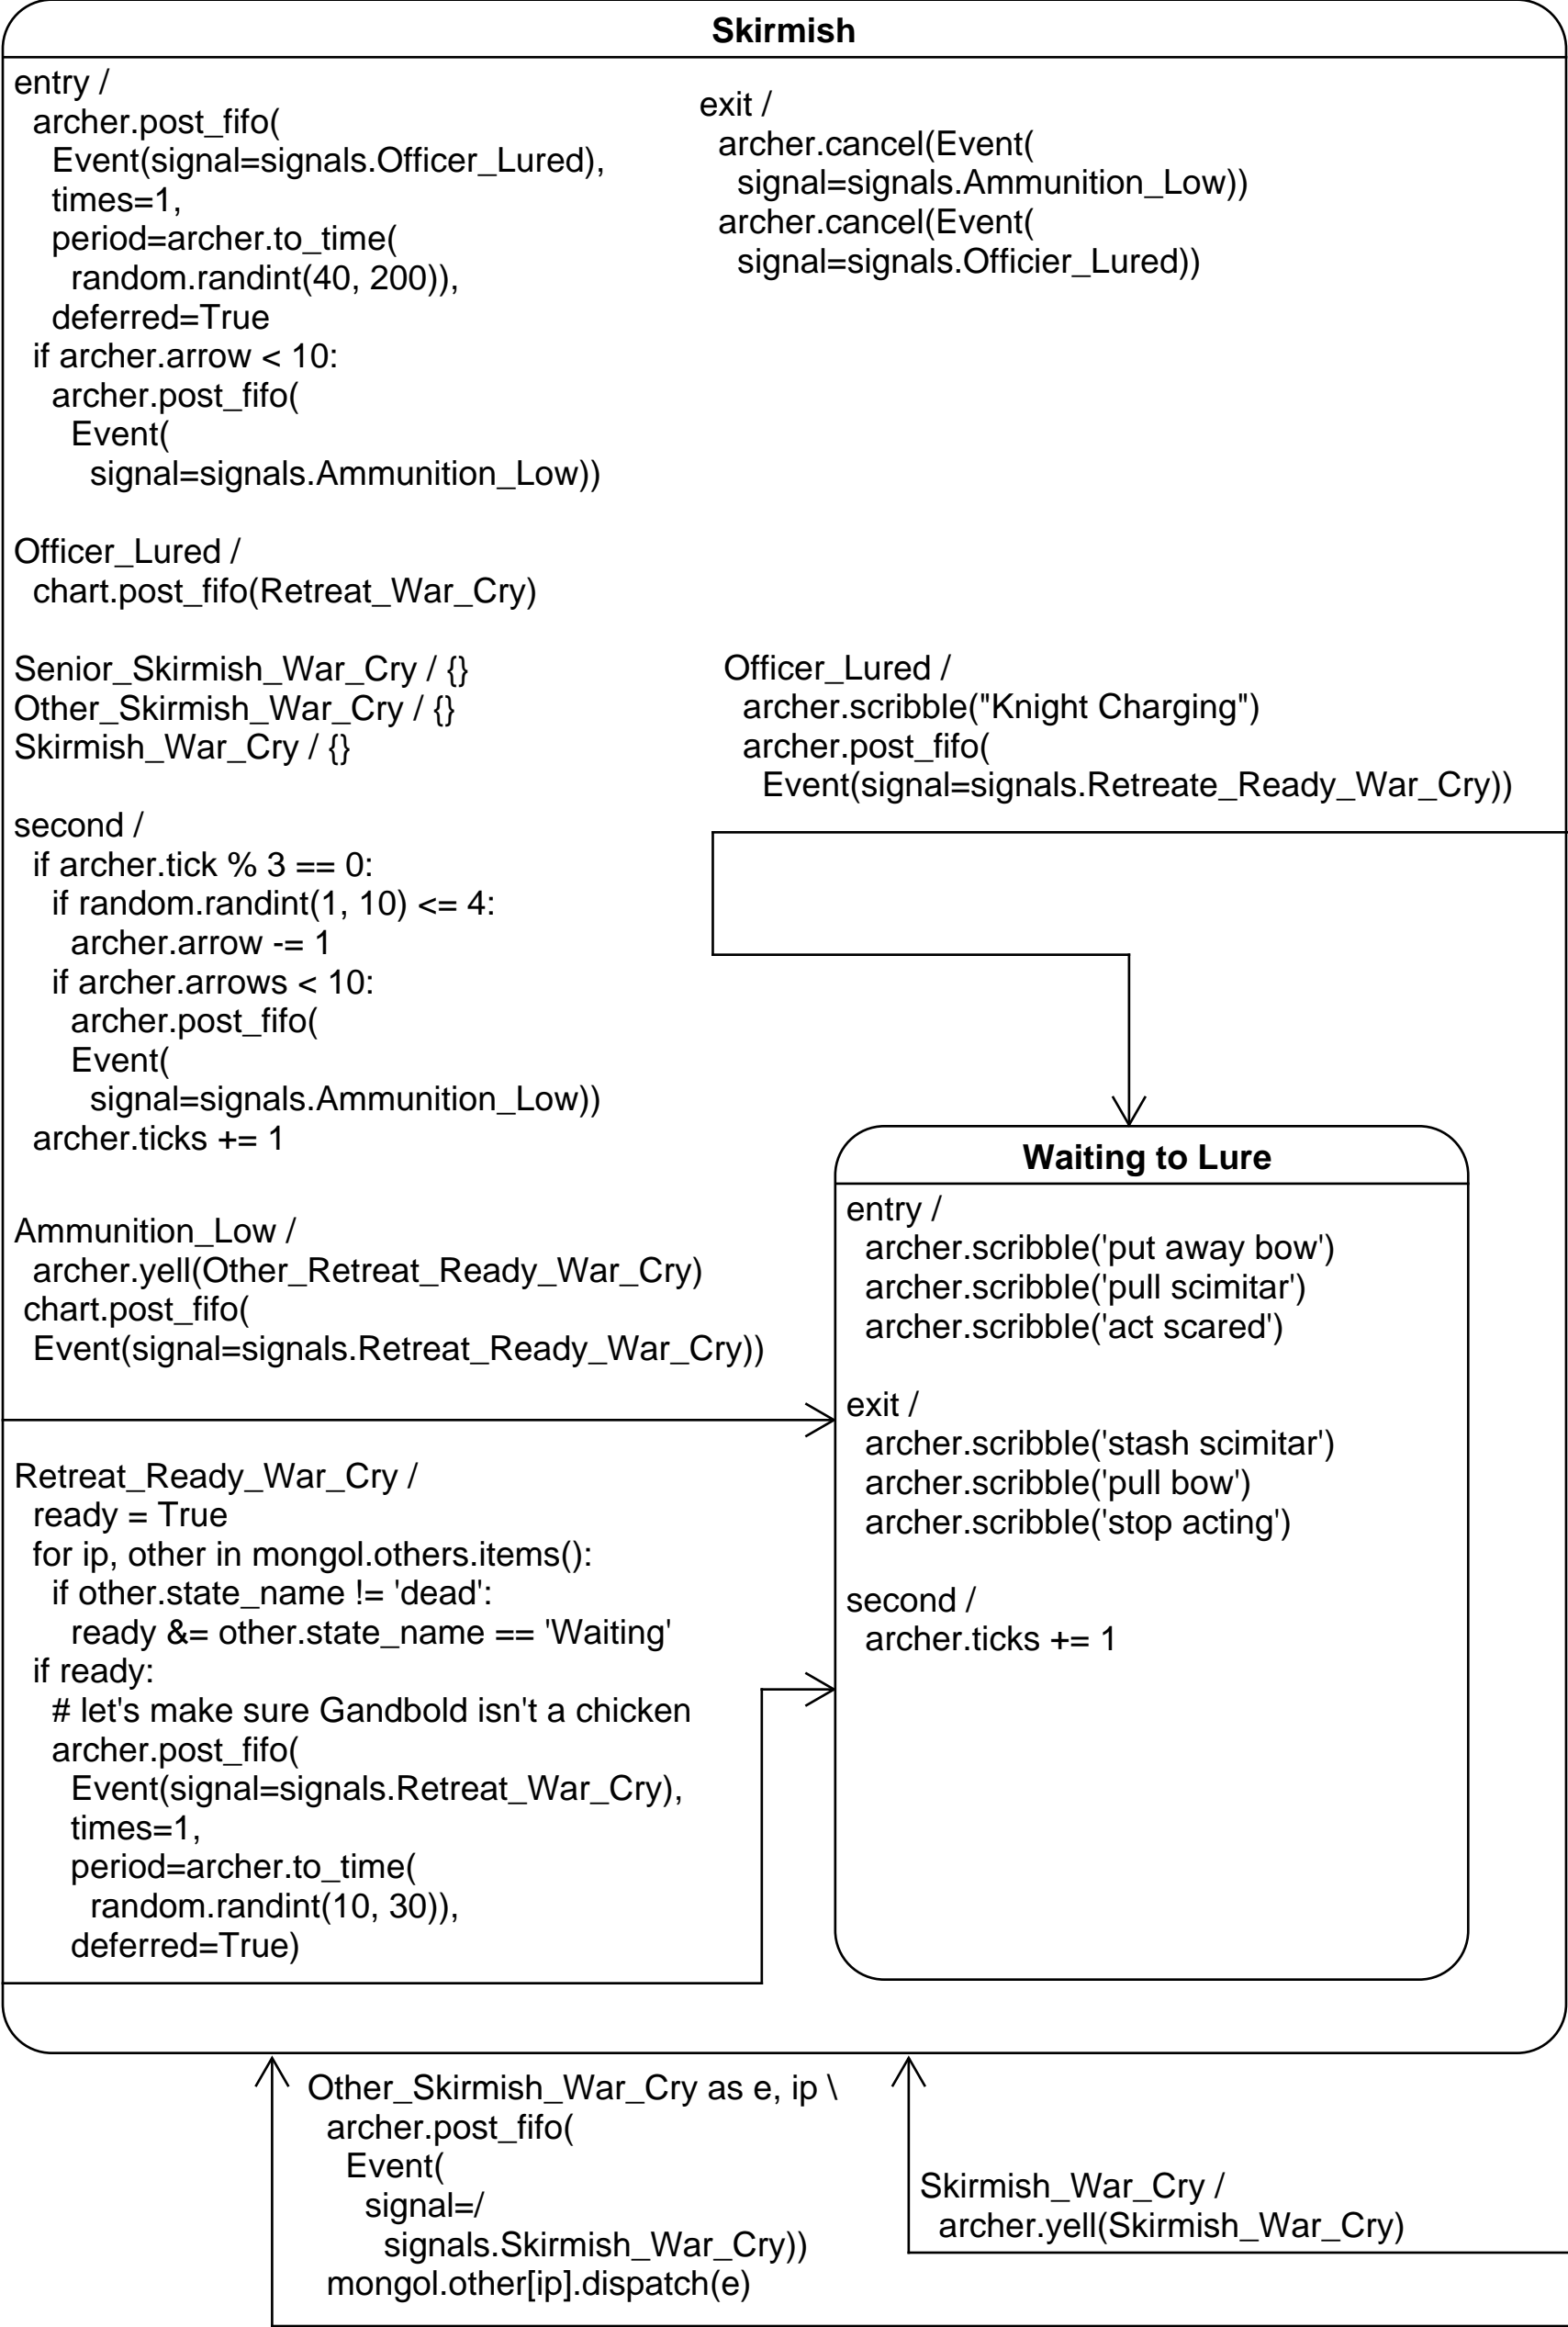 Skirmish
entry /
archer.post_fifo(
Event(signal=signals.Officer_Lured),
times=1,
period=archer.to_time(
random.randint(40, 200)),
deferred=True
if archer.arrow < 10:
archer.post_fifo(
Event(
signal=signals.Ammunition_Low))
exit /
archer.cancel(Event(
signal=signals.Ammunition_Low))
archer.cancel(Event(
signal=signals.Officier_Lured))
Officer_Lured /
chart.post_fifo(Retreat_War_Cry)
Senior_Skirmish_War_Cry / {}
Other_Skirmish_War_Cry / {}
Skirmish_War_Cry / {}
Officer_Lured /
archer.scribble("Knight Charging")
archer.post_fifo(
Event(signal=signals.Retreate_Ready_War_Cry))
second /
if archer.tick % 3 == 0:
if random.randint(1, 10) <= 4:
archer.arrow -= 1
if archer.arrows < 10:
archer.post_fifo(
Event(
signal=signals.Ammunition_Low))
archer.ticks += 1
Ammunition_Low /
archer.yell(Other_Retreat_Ready_War_Cry)
chart.post_fifo(
Event(signal=signals.Retreat_Ready_War_Cry))
Retreat_Ready_War_Cry /
ready = True
for ip, other in mongol.others.items():
if other.state_name != 'dead':
ready &= other.state_name == 'Waiting'
if ready:
# let's make sure Gandbold isn't a chicken
archer.post_fifo(
Event(signal=signals.Retreat_War_Cry),
times=1,
period=archer.to_time(
random.randint(10, 30)),
deferred=True)
Waiting to Lure
entry /
archer.scribble('put away bow')
archer.scribble('pull scimitar')
archer.scribble('act scared')
exit /
archer.scribble('stash scimitar')
archer.scribble('pull bow')
archer.scribble('stop acting')
second /
archer.ticks += 1
Other_Skirmish_War_Cry as e, ip \
archer.post_fifo(
Event(
signal=/
signals.Skirmish_War_Cry))
mongol.other[ip].dispatch(e)
Skirmish_War_Cry /
archer.yell(Skirmish_War_Cry)